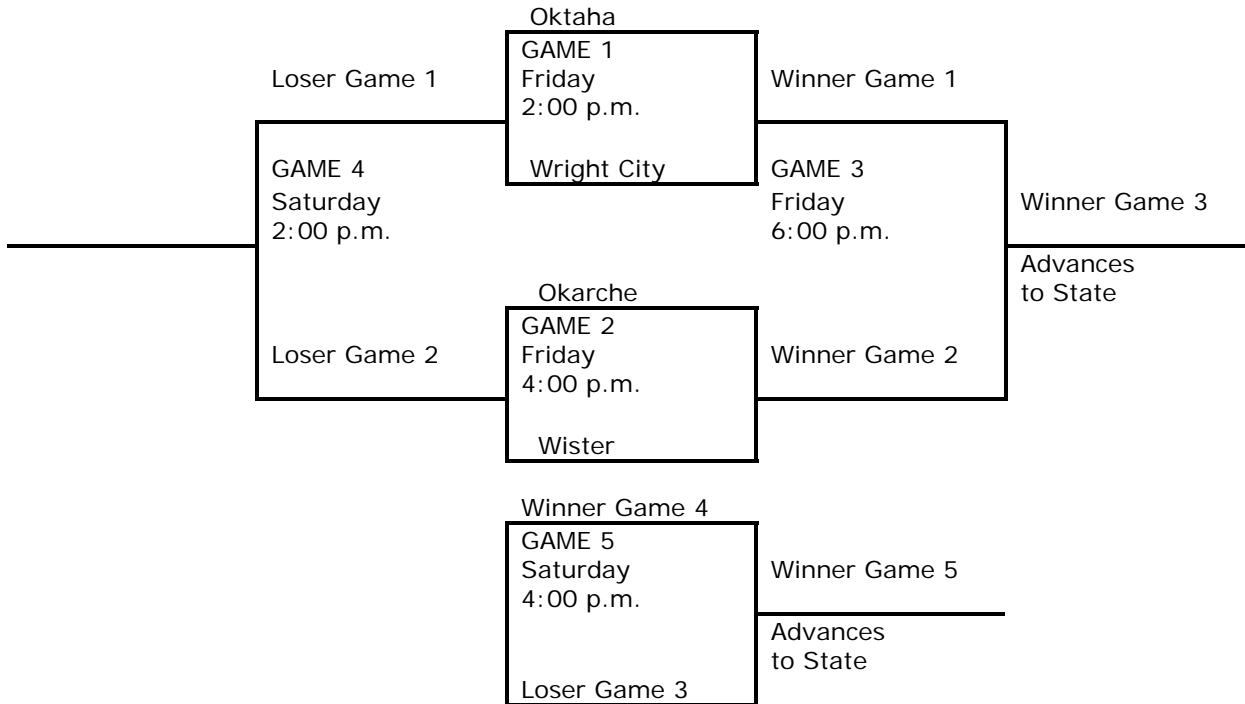 Oktaha
GAME 1
Loser Game 1
Friday
Winner Game 1
2:00 p.m.
GAME 4
Wright City
GAME 3
Saturday
Friday
Winner Game 3
2:00 p.m.
6:00 p.m.
Advances
Okarche
to State
GAME 2
Loser Game 2
Friday
Winner Game 2
4:00 p.m.
Wister
Winner Game 4
GAME 5
Saturday
Winner Game 5
4:00 p.m.
Advances
to State
Loser Game 3